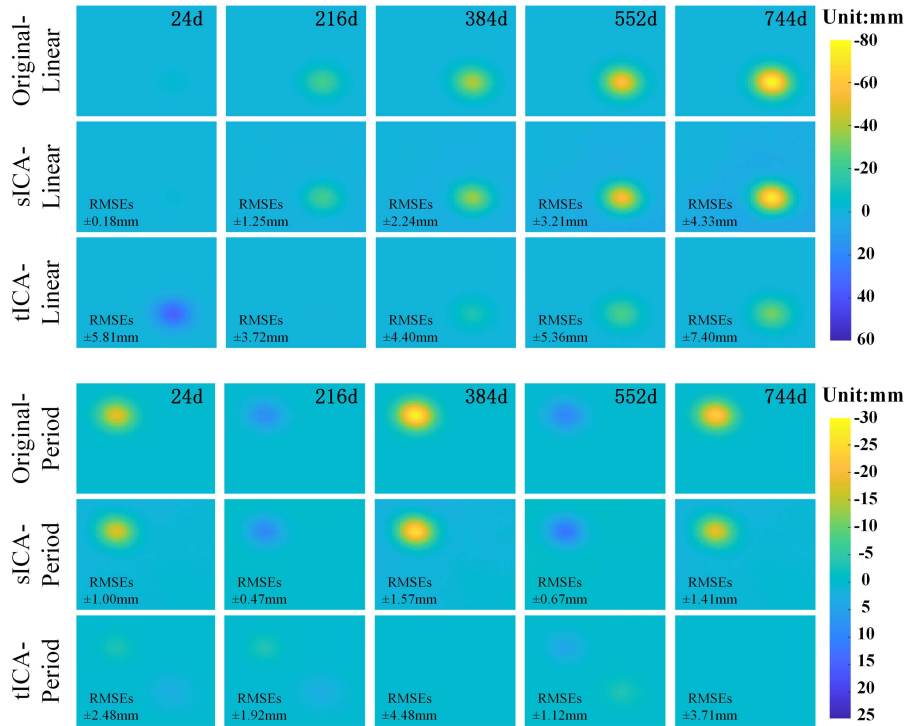 24d 216d 384d 552d 744d Unit:mm
Original-
Linear
-80
-60
-40
-20
0
20
40
60
sICA-
Linear
RMSEs RMSEs RMSEs RMSEs RMSEs
±0.18mm ±1.25mm ±2.24mm ±3.21mm ±4.33mm
tICA-
Linear
RMSEs RMSEs RMSEs RMSEs RMSEs
±5.81mm ±3.72mm ±4.40mm ±5.36mm ±7.40mm
24d 216d 384d 552d 744d Unit:mm
Original-
Period
-30
-25
-20
-15
-10
-5
0
5
10
15
20
25
sICA-
Period
RMSEs RMSEs RMSEs RMSEs RMSEs
±1.00mm ±0.47mm ±1.57mm ±0.67mm ±1.41mm
tICA-
Period
RMSEs RMSEs RMSEs RMSEs RMSEs
±2.48mm ±1.92mm ±4.48mm ±1.12mm ±3.71mm